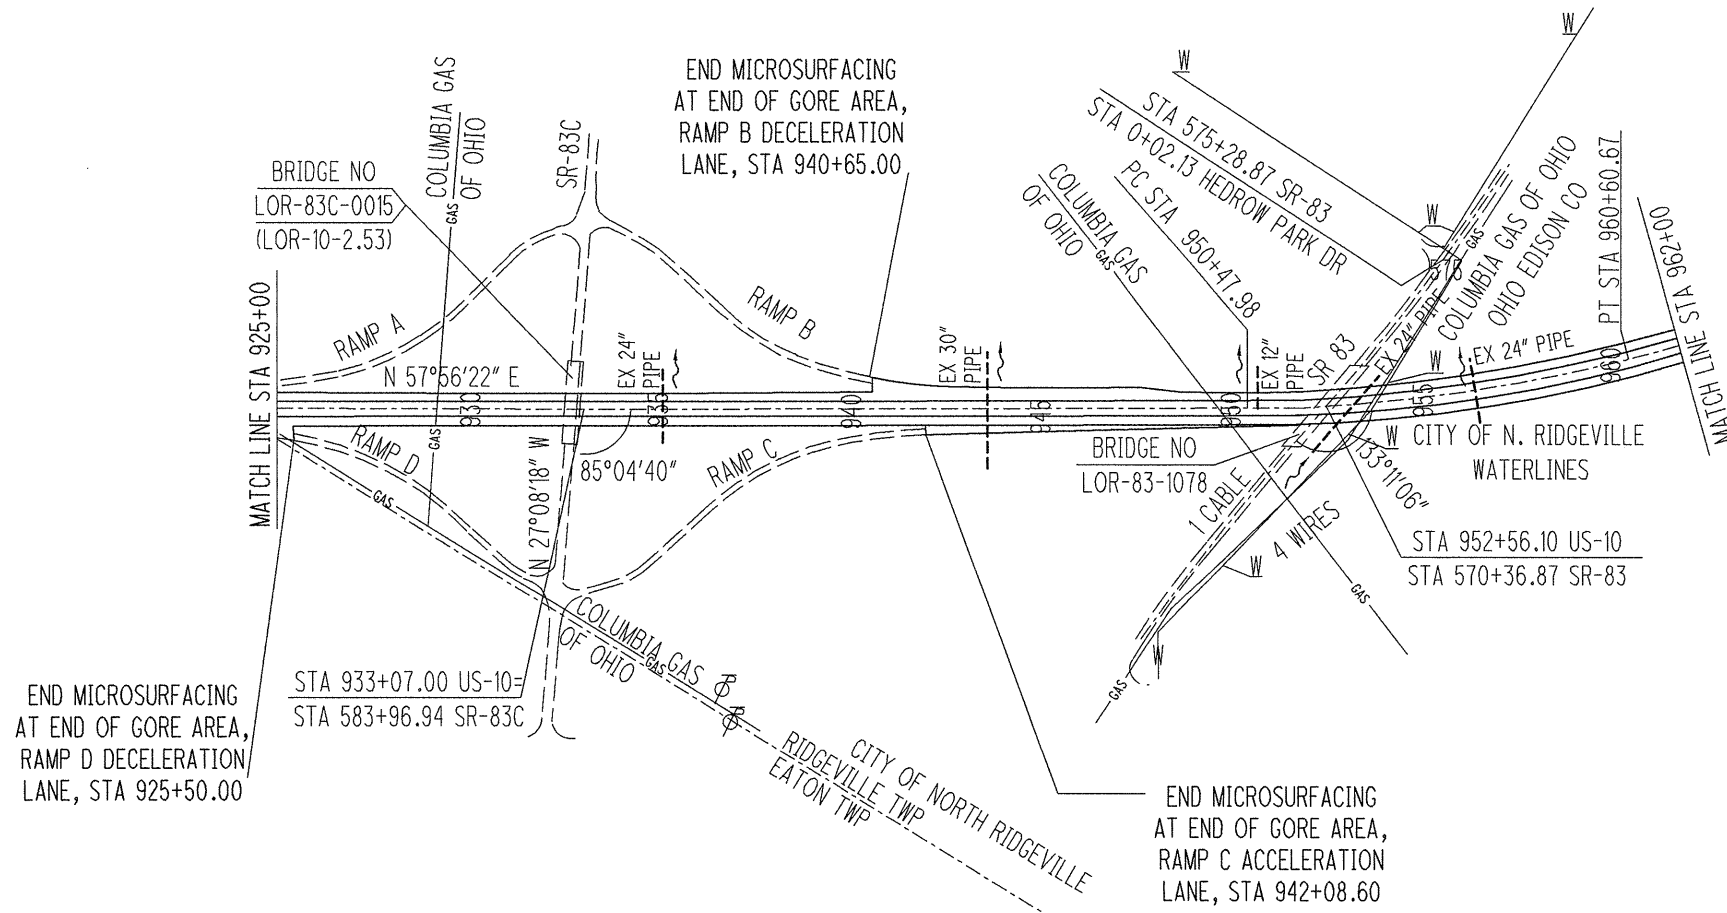 END MICROSURFACING
AT END OF GORE AREA,
RAMP B DECELERATION
LANE, STA 940+65.00
COLUMBIA GAS
OF OHIO
GAS
SR-83C
BRIDGE NO
LOR-83C-0015
(LOR-10-2.53)
W
W
STA 575+28.87 SR-83
STA 0+02.13 HEDROW PARK DR
COLUMBIA GAS
OF OHIO
GAS
PC STA 950+47.98
W
GAS
575
COLUMBIA GAS OF OHIO
OHIO EDISON CO
PT STA 960+60.67
MATCH LINE STA 962+00
MATCH LINE STA 925+00
RAMP A
RAMP B
N 57°56'22" E
EX 24"
PIPE
EX 30"
PIPE
EX 12"
PIPE
SR 83
EX 24" PIPE
W
EX 24" PIPE
930
935
940
945
950
955
960
RAMP D
GAS
GAS
N 27°08'18" W
85°04'40"
RAMP C
BRIDGE NO
LOR-83-1078
W
133°11'06"
CITY OF N. RIDGEVILLE
WATERLINES
1 CABLE
4 WIRES
W
STA 952+56.10 US-10
STA 570+36.87 SR-83
GAS
COLUMBIA GAS
OF OHIO
GAS
W
GAS
STA 933+07.00 US-10=
STA 583+96.94 SR-83C
END MICROSURFACING
AT END OF GORE AREA,
RAMP D DECELERATION
LANE, STA 925+50.00
CITY OF NORTH RIDGEVILLE
RIDGEVILLE TWP
EATON TWP
END MICROSURFACING
AT END OF GORE AREA,
RAMP C ACCELERATION
LANE, STA 942+08.60